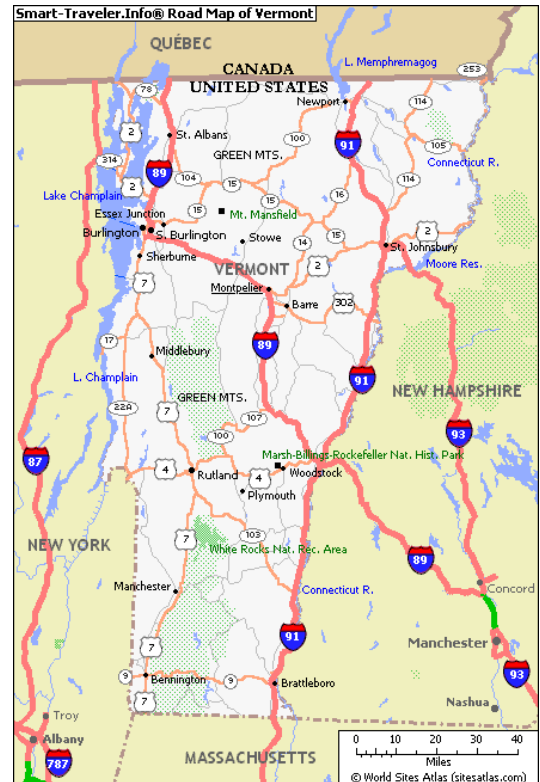 Smart-Traveler.Info® Road Map of Vermont
QUÉBEC
L. Memphremagog
CANADA
UNITED STATES
253
78
Newport
114
2
St. Albans
100
105
GREEN MTS.
91
314
89
104
15
16
114
Connecticut R.
2
Lake Champlain
15
15
Mt. Mansfield
Essex Junction
Burlington
S. Burlington
Stowe
14
15
2
St. Johnsbury
Sherburne
2
Moore Res.
7
VERMONT
Montpelier
Barre
302
17
89
Middlebury
L. Champlain
91
NEW HAMPSHIRE
22A
7
GREEN MTS.
107
100
93
87
Marsh-Billings-Rockefeller Nat. Hist. Park
4
Rutland
4
Woodstock
Plymouth
7
103
NEW YORK
White Rocks Nat. Rec. Area
89
Manchester
Connecticut R.
Concord
91
7
Manchester
9
Bennington
9
Brattleboro
93
7
Nashua
Troy
Albany
0 10 20 30 40
Miles
787
MASSACHUSETTS
© World Sites Atlas (sitesatlas.com)